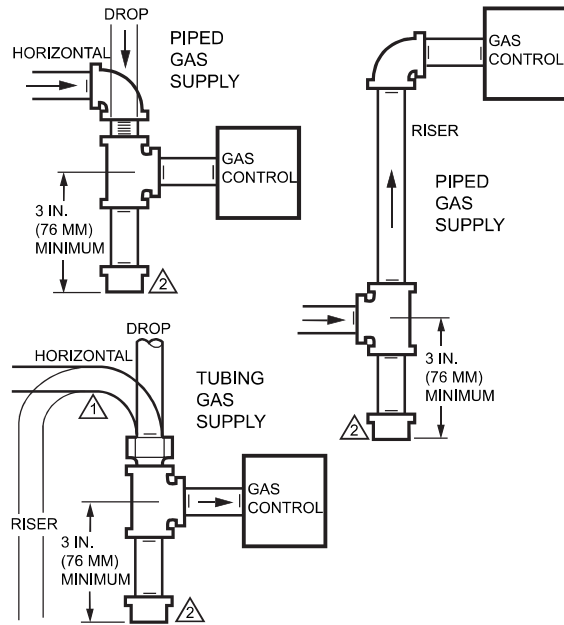 DROP
HORIZONTAL
PIPED
GAS
SUPPLY
GAS
CONTROL
3 IN.
(76 MM)
MINIMUM
2
GAS
CONTROL
RISER
PIPED
GAS
SUPPLY
3 IN.
(76 MM)
MINIMUM
2
DROP
HORIZONTAL
1
TUBING
GAS
SUPPLY
GAS
CONTROL
RISER
3 IN.
(76 MM)
MINIMUM
2